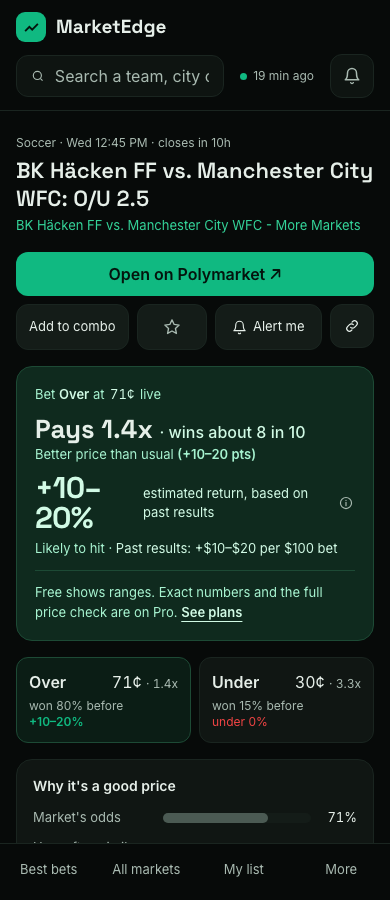 MarketEdge
Search a team, city o
19 min ago
Soccer · Wed 12:45 PM · closes in 10h
BK Häcken FF vs. Manchester City
WFC: O/U 2.5
BK Häcken FF vs. Manchester City WFC - More Markets
Open on Polymarket ↗
Add to combo
Alert me
Bet Over at 71¢ live
Pays 1.4x · wins about 8 in 10
Better price than usual (+10–20 pts)
+10–
20%
estimated return, based on
past results
Likely to hit · Past results: +$10–$20 per $100 bet
Free shows ranges. Exact numbers and the full
price check are on Pro. See plans
Over 71¢ · 1.4x
won 80% before
+10–20%
Under 30¢ · 3.3x
won 15% before
under 0%
Why it's a good price
Market's odds 71%
Best bets All markets My list More